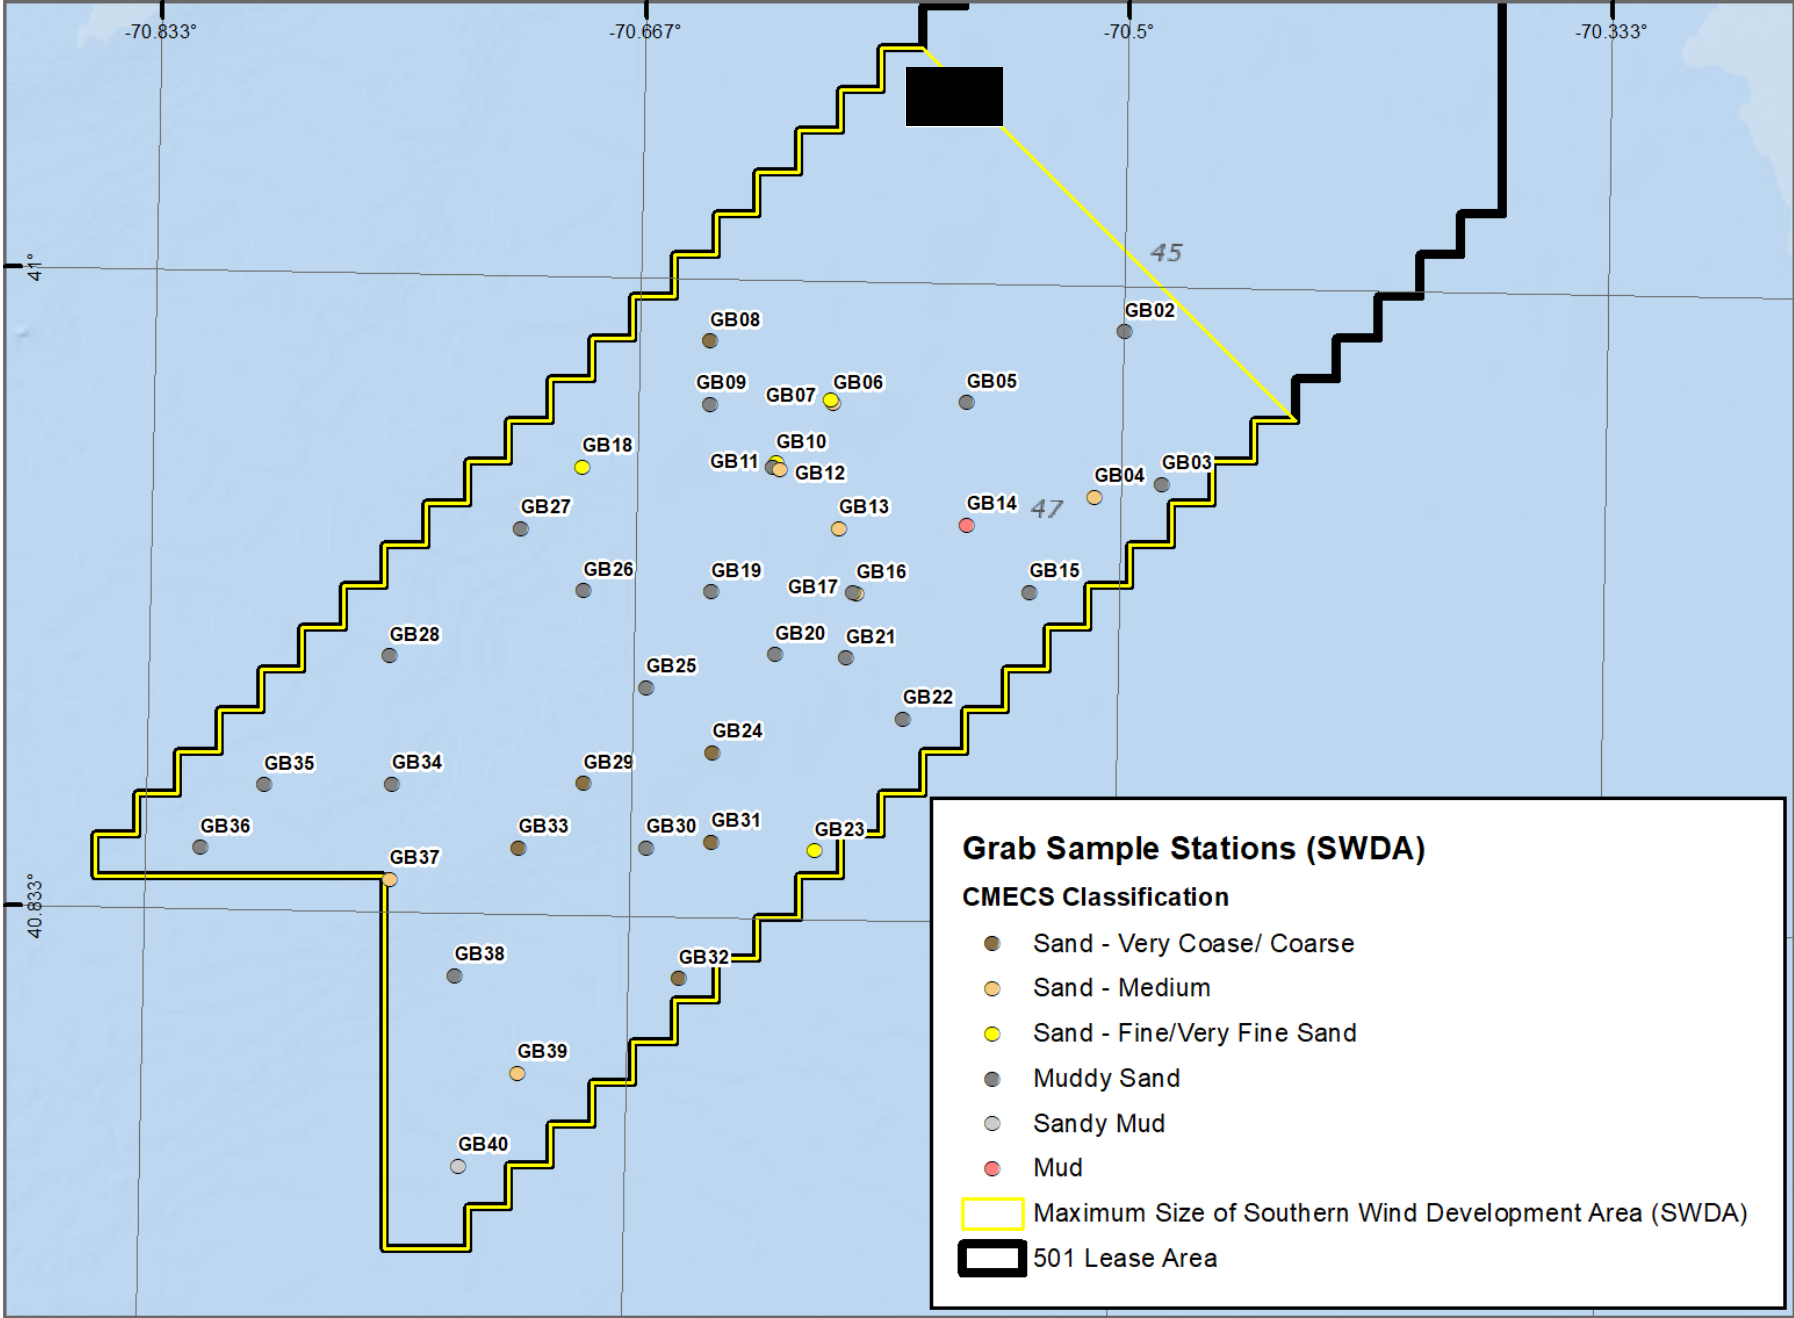 -70.833°
-70.667°
-70.5°
-70.333°
41°
45
GB02
GB08
GB09
GB07
GB06
GB05
GB18
GB10
GB11
GB12
GB04
GB03
GB27
GB13
GB14
47
GB26
GB19
GB17
GB16
GB15
GB28
GB20
GB21
GB25
GB22
GB24
GB35
GB34
GB29
GB36
GB33
GB30
GB31
GB23
GB37
40.833°
GB38
GB32
GB39
GB40
Grab Sample Stations (SWDA)
CMECS Classification
Sand - Very Coase/ Coarse
Sand - Medium
Sand - Fine/Very Fine Sand
Muddy Sand
Sandy Mud
Mud
Maximum Size of Southern Wind Development Area (SWDA)
501 Lease Area